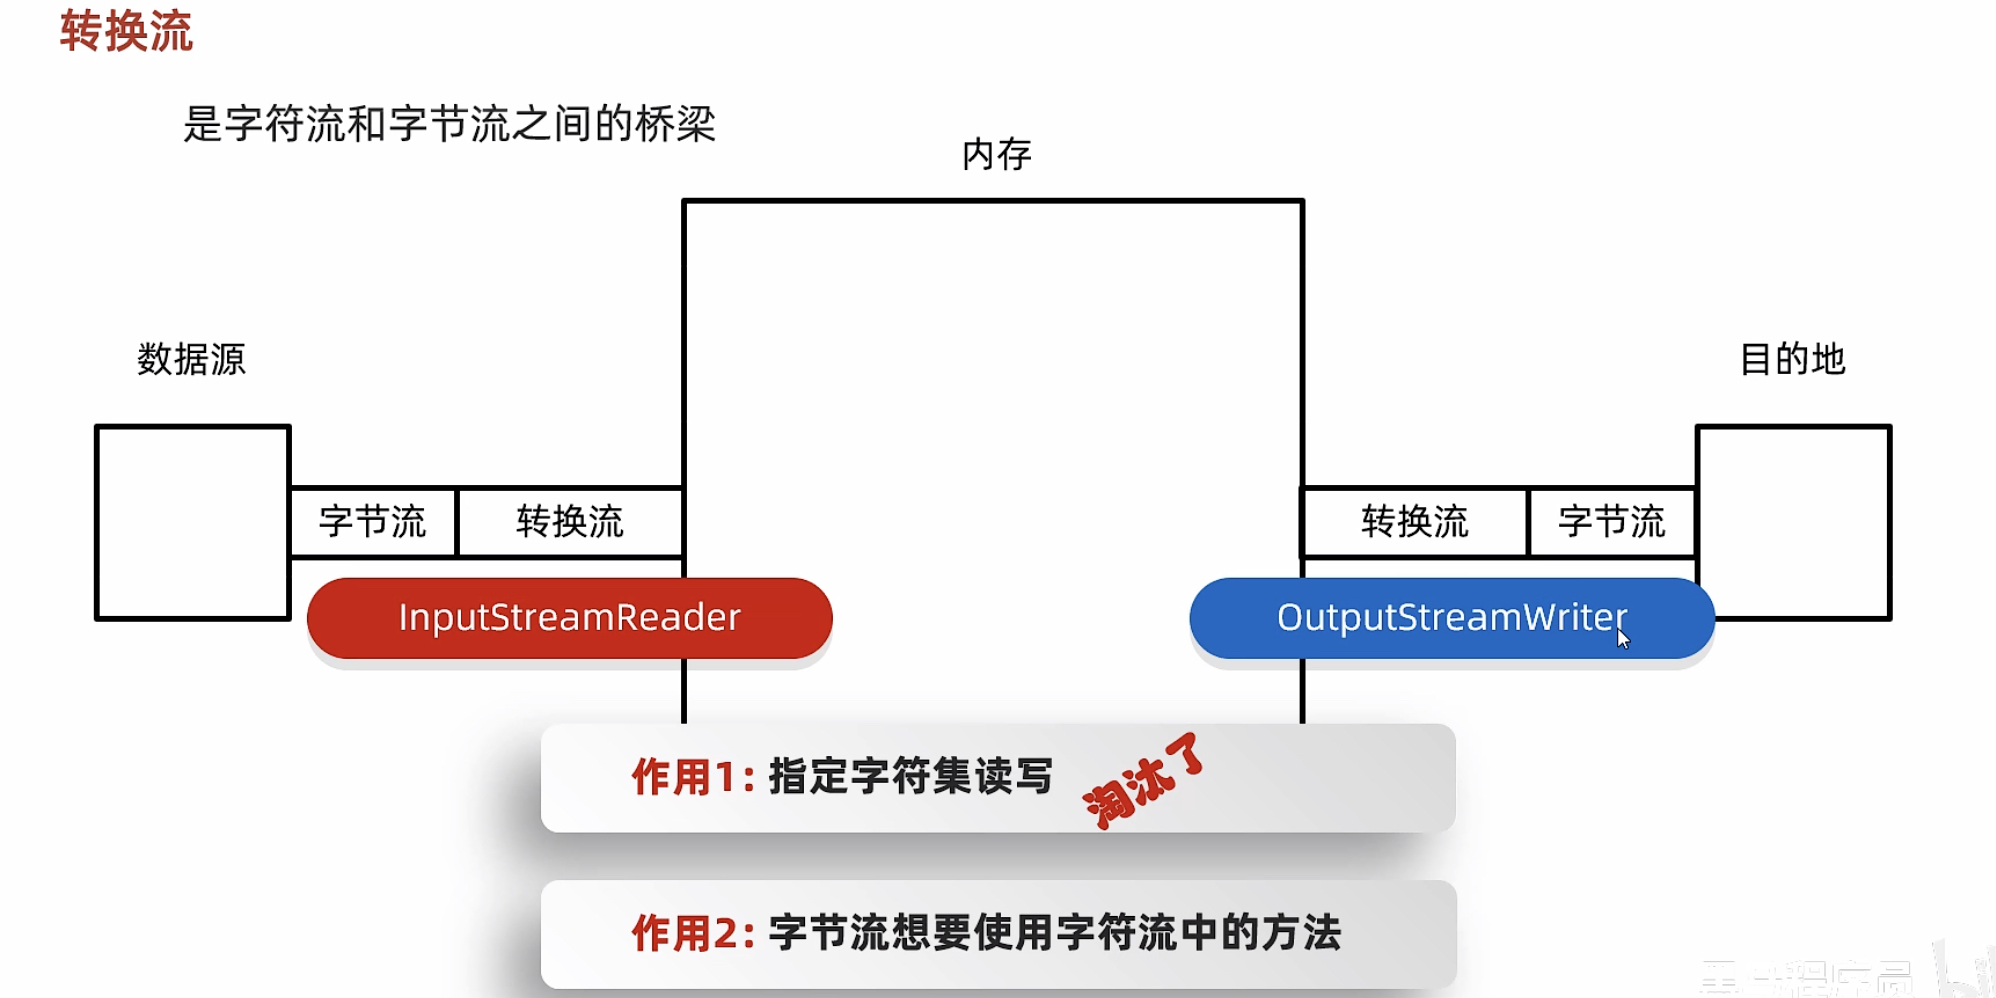 转换流
是字符流和字节流之间的桥梁
内存
数据源
目的地
字节流
转换流
转换流
字节流
InputStreamReader
OutputStreamWriter
作用1: 指定字符集读写
淘汰了
作用2: 字节流想要使用字符流中的方法